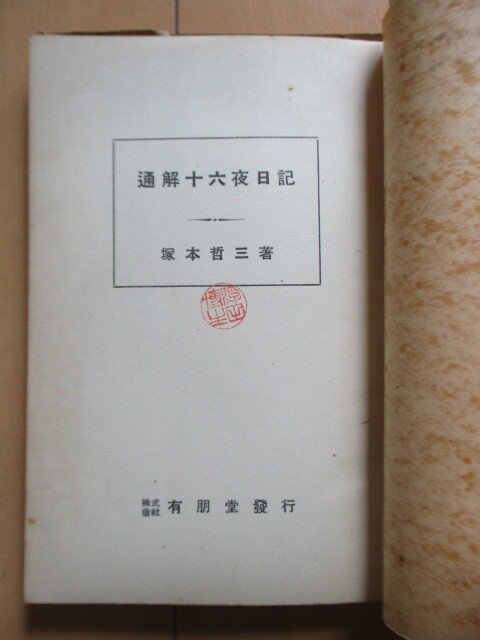 通解十六夜日記
塚本哲三著
株式會社 有朋堂發行